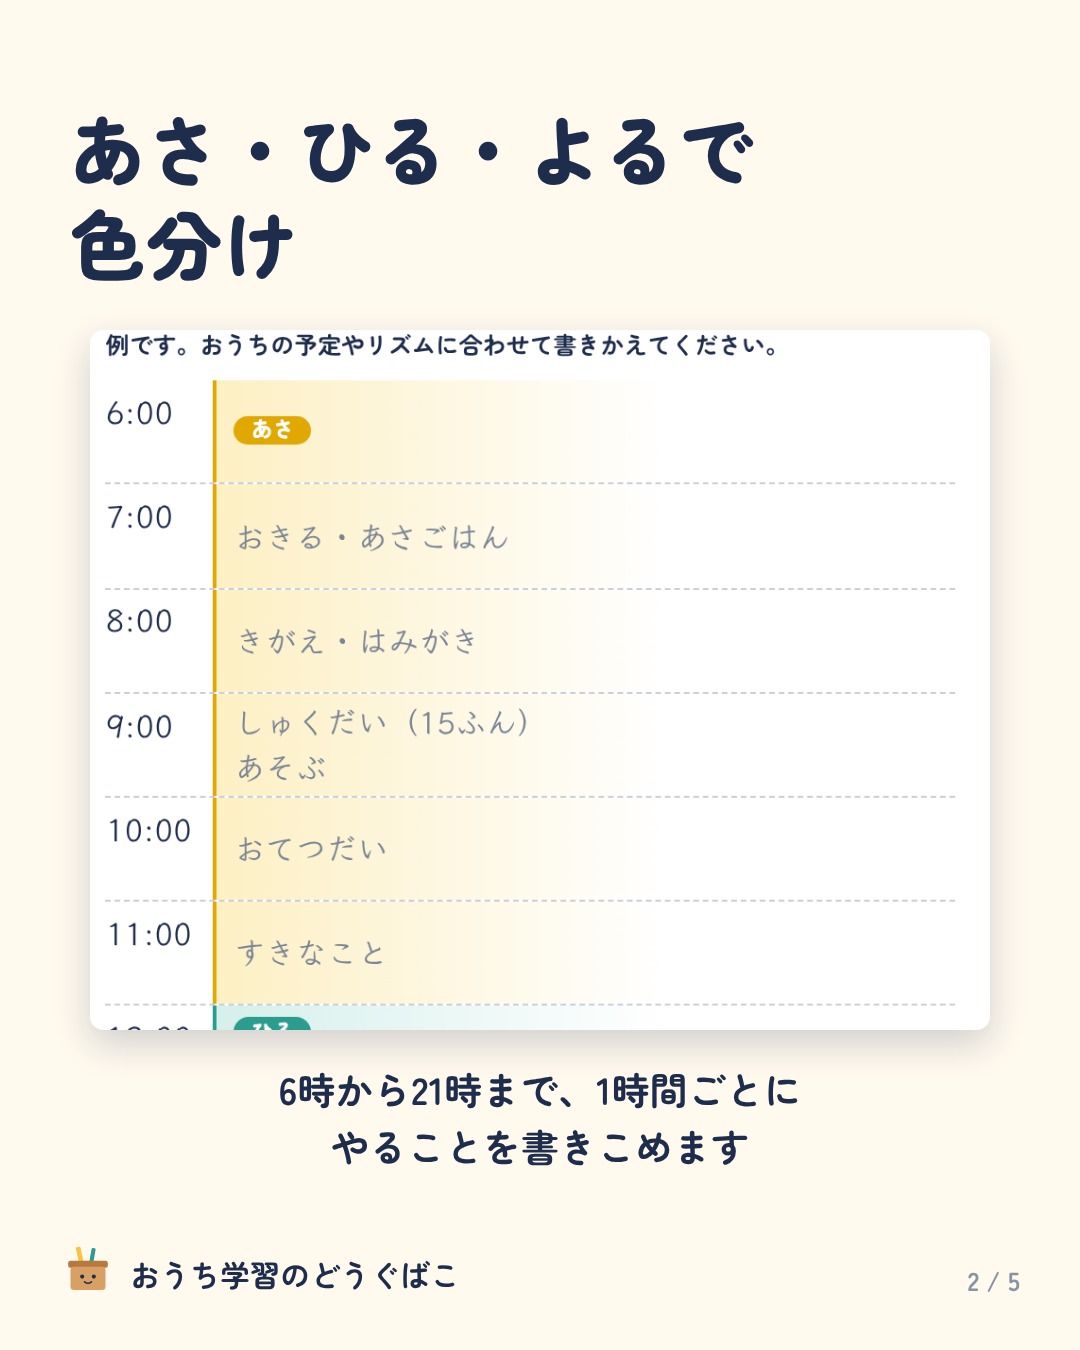 あさ・ひる・よるで
色分け
例です。おうちの予定やリズムに合わせて書きかえてください。
6:00
あさ
7:00
おきる・あさごはん
8:00
きがえ・はみがき
9:00
しゅくだい（15ふん）
あそぶ
10:00
おてつだい
11:00
すきなこと
ひる
6時から21時まで、1時間ごとに
やることを書きこめます
おうち学習のどうぐばこ
2 / 5